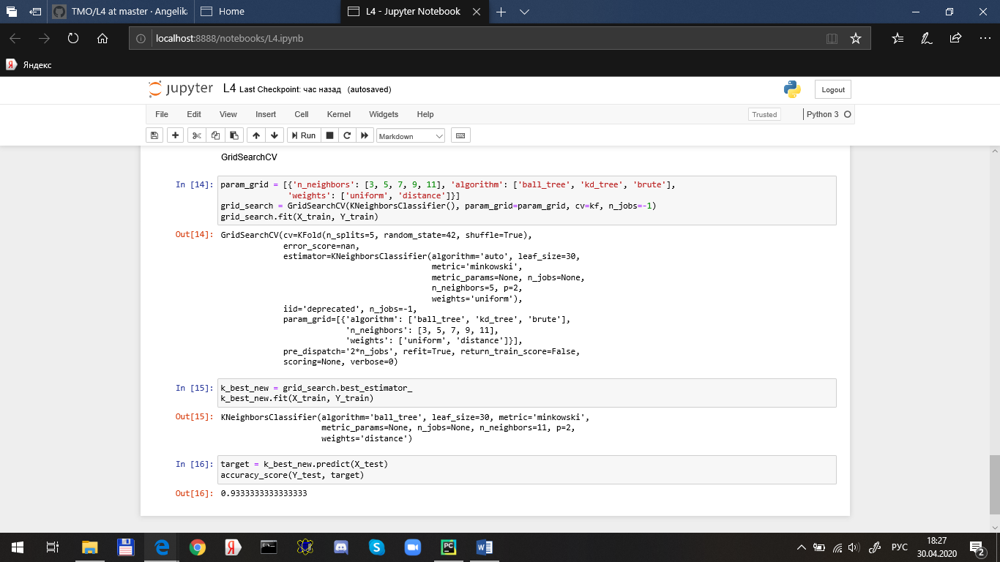 TMO/L4 at master · Angelika
Home
L4 - Jupyter Notebook
localhost:8888/notebooks/L4.ipynb
Я Яндекс
jupyter L4 Last Checkpoint: час назад (autosaved)
Logout
File Edit View Insert Cell Kernel Widgets Help
Trusted
Python 3
Run
Markdown
GridSearchCV
In [14]: param_grid = [{'n_neighbors': [3, 5, 7, 9, 11], 'algorithm': ['ball_tree', 'kd_tree', 'brute'],
'weights': ['uniform', 'distance']}]
grid_search = GridSearchCV(KNeighborsClassifier(), param_grid=param_grid, cv=kf, n_jobs=-1)
grid_search.fit(X_train, Y_train)
Out[14]: GridSearchCV(cv=KFold(n_splits=5, random_state=42, shuffle=True),
error_score=nan,
estimator=KNeighborsClassifier(algorithm='auto', leaf_size=30,
metric='minkowski',
metric_params=None, n_jobs=None,
n_neighbors=5, p=2,
weights='uniform'),
iid='deprecated', n_jobs=-1,
param_grid=[{'algorithm': ['ball_tree', 'kd_tree', 'brute'],
'n_neighbors': [3, 5, 7, 9, 11],
'weights': ['uniform', 'distance']}],
pre_dispatch='2*n_jobs', refit=True, return_train_score=False,
scoring=None, verbose=0)
In [15]: k_best_new = grid_search.best_estimator_
k_best_new.fit(X_train, Y_train)
Out[15]: KNeighborsClassifier(algorithm='ball_tree', leaf_size=30, metric='minkowski',
metric_params=None, n_jobs=None, n_neighbors=11, p=2,
weights='distance')
In [16]: target = k_best_new.predict(X_test)
accuracy_score(Y_test, target)
Out[16]: 0.9333333333333333
РУС
18:27
30.04.2020
2